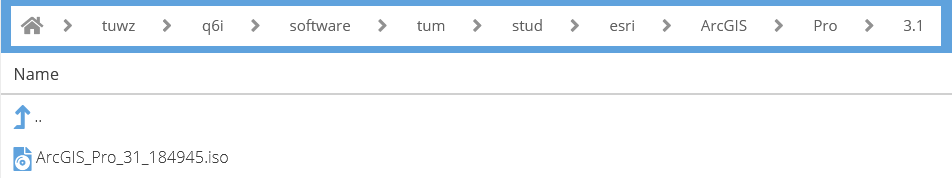 tuwz q6i software tum stud esri ArcGIS Pro 3.1
Name
..
ArcGIS_Pro_31_184945.iso